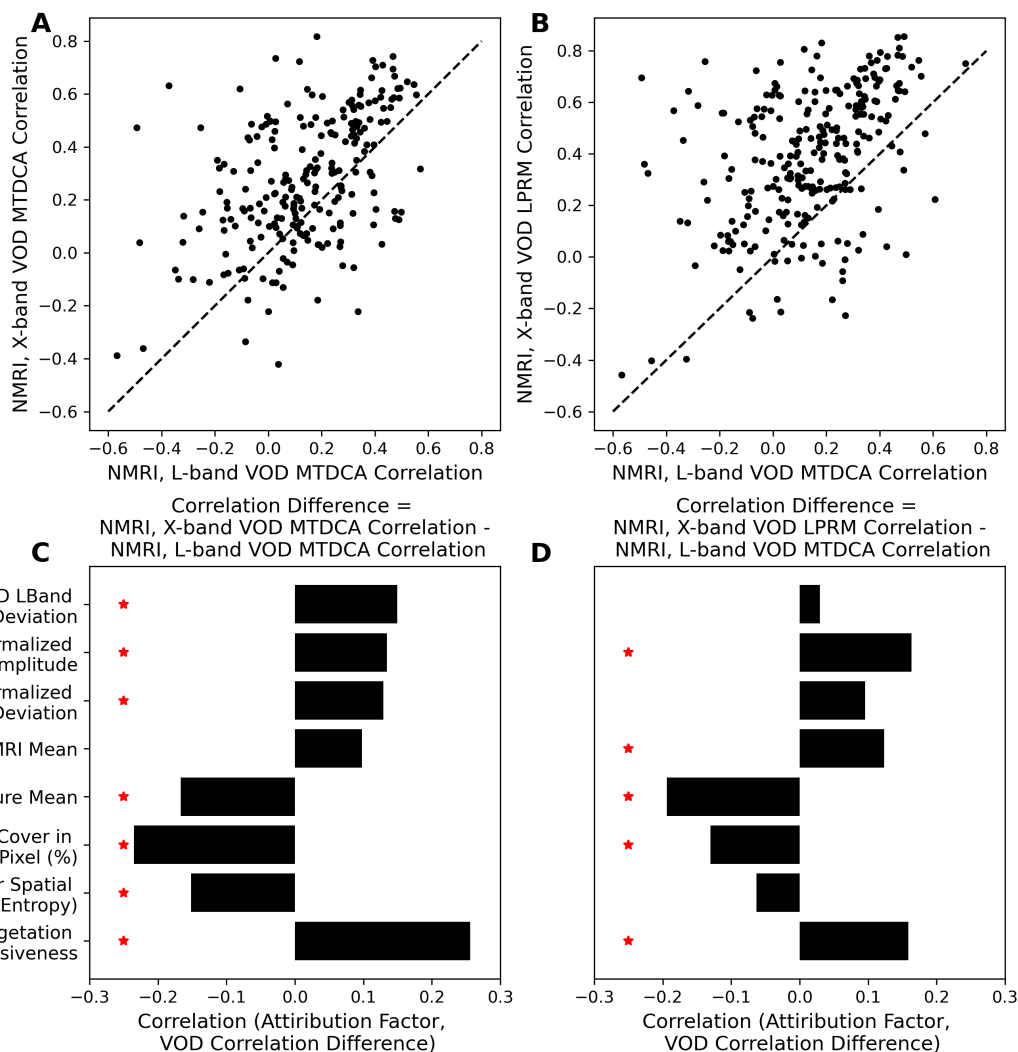 A
B
NMRI, X-band VOD MTDCA Correlation
0.8
0.6
0.4
0.2
0.0
−0.2
−0.4
−0.6
−0.6 −0.4 −0.2 0.0 0.2 0.4 0.6 0.8
NMRI, L-band VOD MTDCA Correlation
NMRI, X-band VOD LPRM Correlation
0.8
0.6
0.4
0.2
0.0
−0.2
−0.4
−0.6
−0.6 −0.4 −0.2 0.0 0.2 0.4 0.6 0.8
NMRI, L-band VOD MTDCA Correlation
C
Correlation Difference =
NMRI, X-band VOD MTDCA Correlation -
NMRI, L-band VOD MTDCA Correlation
D LBand
Deviation
rmalized
mplitude
rmalized
Deviation
MRI Mean
ure Mean
Cover in
Pixel (%)
r Spatial
Entropy)
getation
siveness
−0.3 −0.2 −0.1 0.0 0.1 0.2 0.3
Correlation (Attiribution Factor,
VOD Correlation Difference)
D
Correlation Difference =
NMRI, X-band VOD LPRM Correlation -
NMRI, L-band VOD MTDCA Correlation
−0.3 −0.2 −0.1 0.0 0.1 0.2 0.3
Correlation (Attiribution Factor,
VOD Correlation Difference)